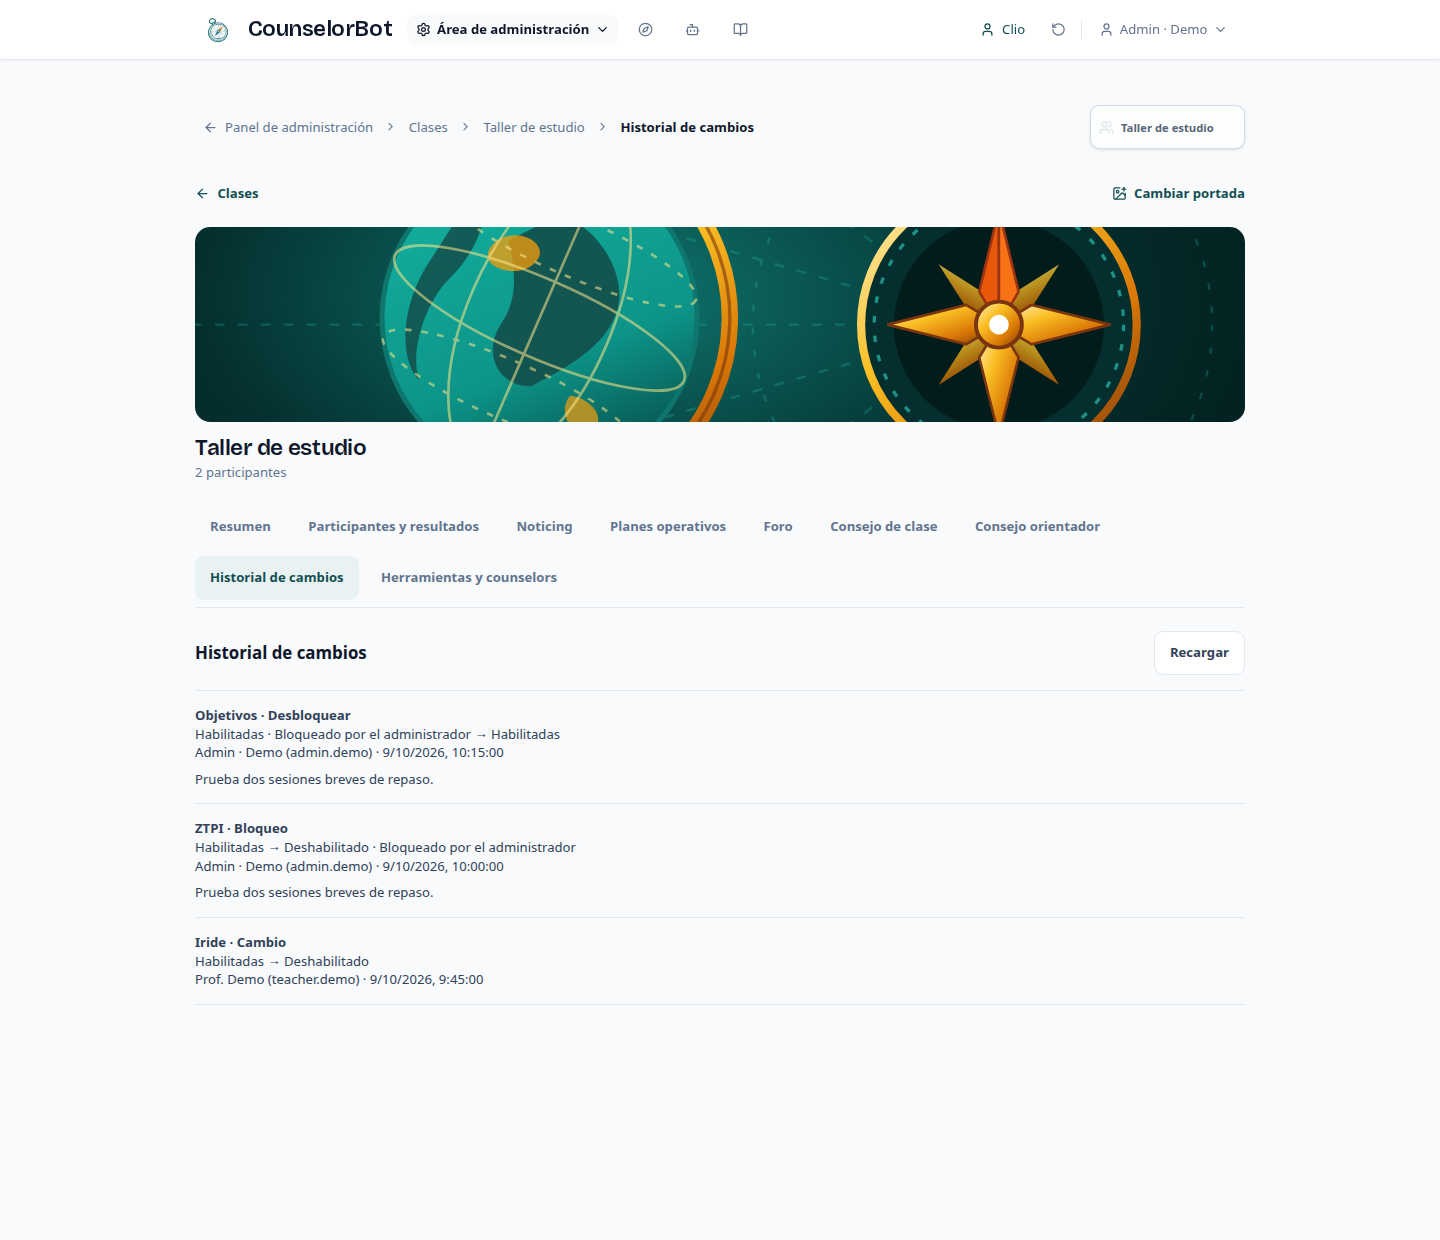 CounselorBot
Área de administración
Clio
Admin · Demo
Panel de administración
Clases
Taller de estudio
Historial de cambios
Taller de estudio
Clases
Cambiar portada
Taller de estudio
2 participantes
Resumen
Participantes y resultados
Noticing
Planes operativos
Foro
Consejo de clase
Consejo orientador
Historial de cambios
Herramientas y counselors
Historial de cambios
Recargar
Objetivos · Desbloquear
Habilitadas · Bloqueado por el administrador → Habilitadas
Admin · Demo (admin.demo) · 9/10/2026, 10:15:00
Prueba dos sesiones breves de repaso.
ZTPI · Bloqueo
Habilitadas → Deshabilitado · Bloqueado por el administrador
Admin · Demo (admin.demo) · 9/10/2026, 10:00:00
Prueba dos sesiones breves de repaso.
Iride · Cambio
Habilitadas → Deshabilitado
Prof. Demo (teacher.demo) · 9/10/2026, 9:45:00